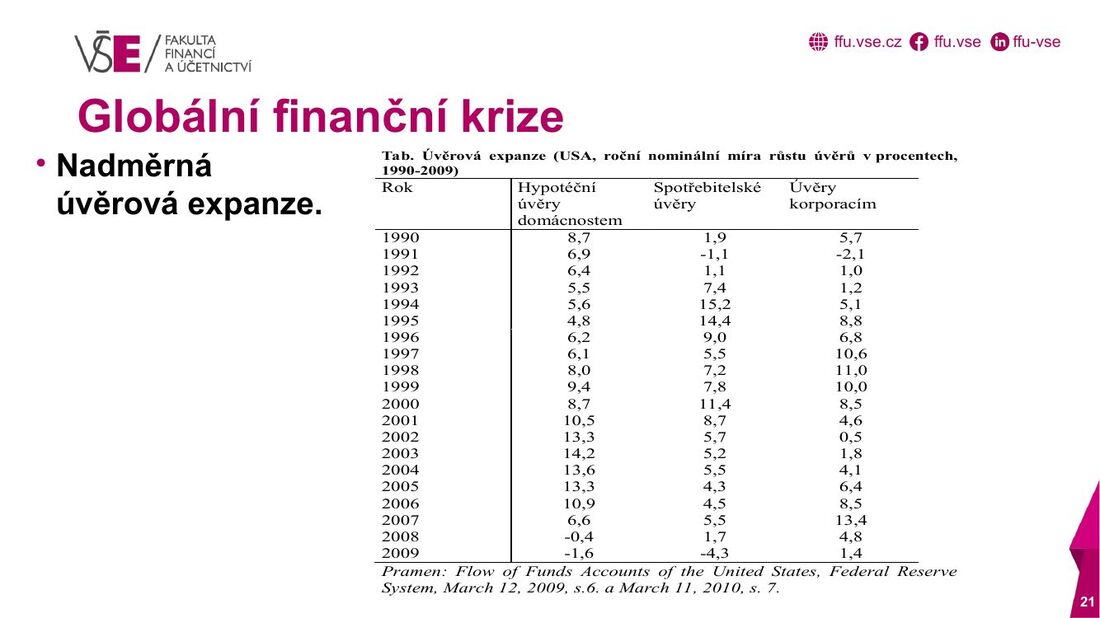 VŠE FAKULTA
FINANCÍ
A ÚČETNICTVÍ
ffu.vse.cz ffu.vse ffu-vse
Globální finanční krize
• Nadměrná
úvěrová expanze.
Tab. Úvěrová expanze (USA, roční nominální míra růstu úvěrů v procentech,
1990-2009)
Rok Hypotéční Spotřebitelské Úvěry
úvěry úvěry korporacím
domácnostem
1990 8,7 1,9 5,7
1991 6,9 -1,1 -2,1
1992 6,4 1,1 1,0
1993 5,5 7,4 1,2
1994 5,6 15,2 5,1
1995 4,8 14,4 8,8
1996 6,2 9,0 6,8
1997 6,1 5,5 10,6
1998 8,0 7,2 11,0
1999 9,4 7,8 10,0
2000 8,7 11,4 8,5
2001 10,5 8,7 4,6
2002 13,3 5,7 0,5
2003 14,2 5,2 1,8
2004 13,6 5,5 4,1
2005 13,3 4,3 6,4
2006 10,9 4,5 8,5
2007 6,6 5,5 13,4
2008 -0,4 1,7 4,8
2009 -1,6 -4,3 1,4
Pramen: Flow of Funds Accounts of the United States, Federal Reserve
System, March 12, 2009, s.6. a March 11, 2010, s. 7.
21